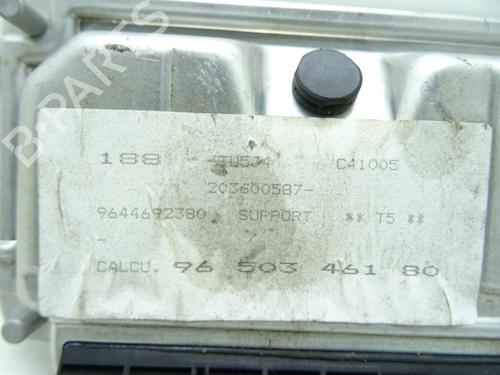 188 TU5J4 C41005
203600587-
9644692380 SUPPORT ** T5 **
-
CALCU. 96 503 461 80
B-PARTS